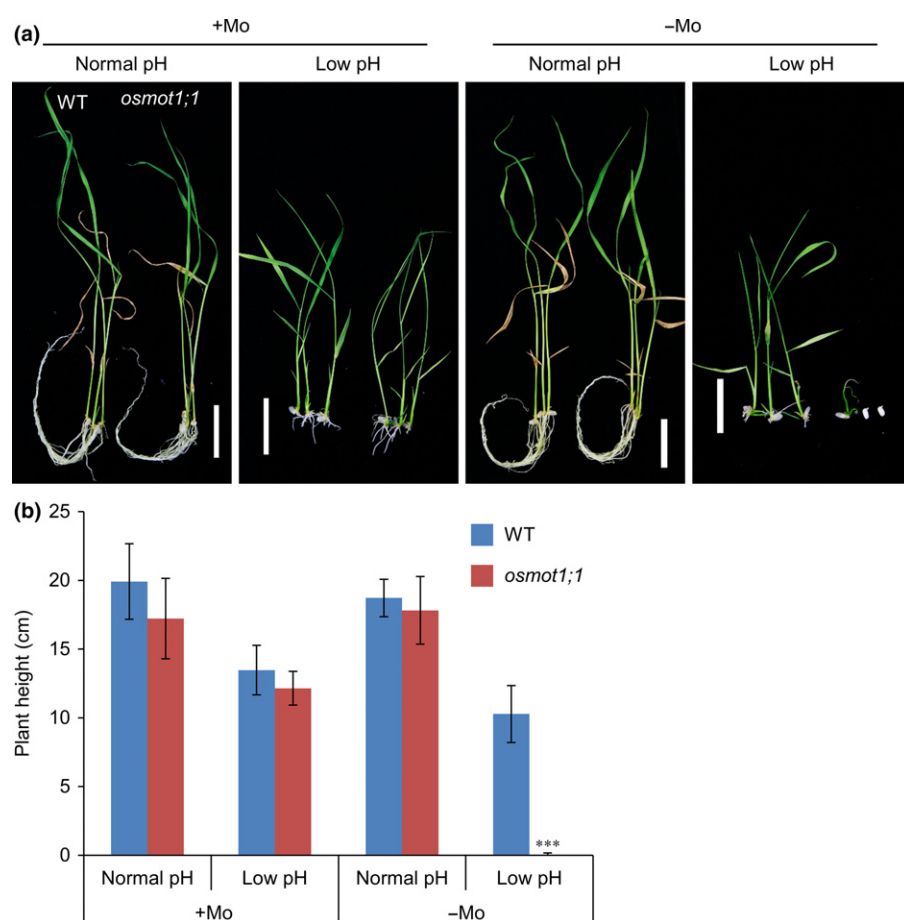 (a)
+Mo
−Mo
Normal pH Low pH Normal pH Low pH
WT osmot1;1
(b)
25
20
15
10
5
0
Plant height (cm)
WT
osmot1;1
***
Normal pH Low pH Normal pH Low pH
+Mo −Mo